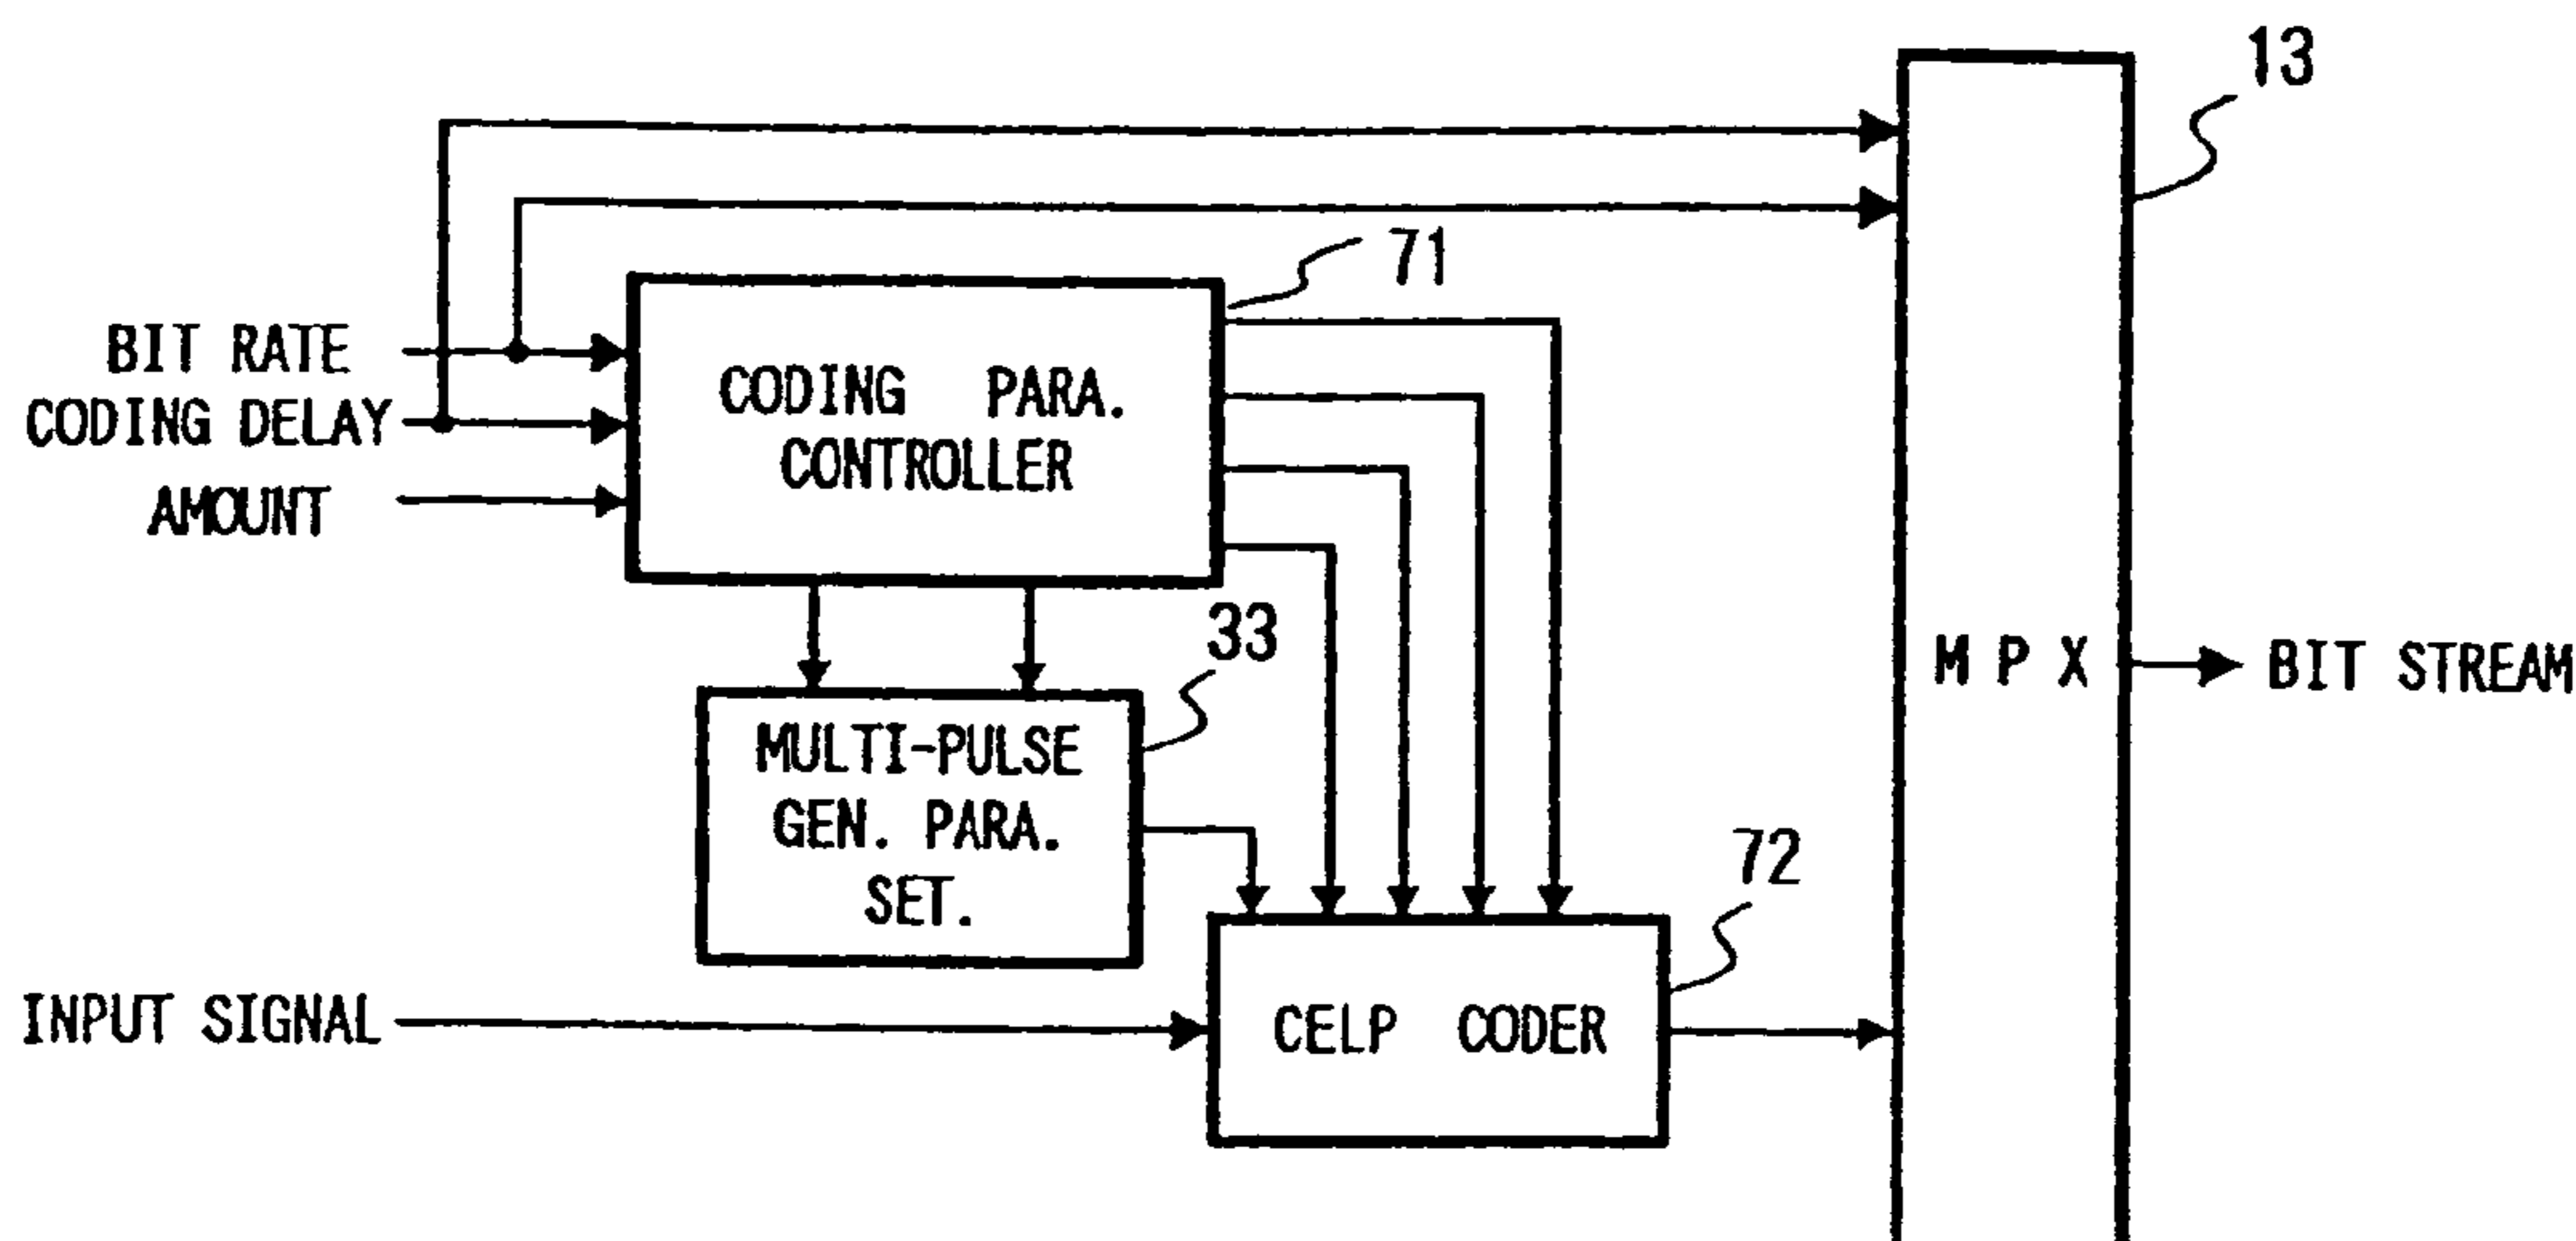 13
71
BIT RATE
CODING DELAY
AMOUNT
CODING PARA.
CONTROLLER
33
MULTI-PULSE
GEN. PARA.
SET.
M P X
BIT STREAM
72
INPUT SIGNAL
CELP CODER